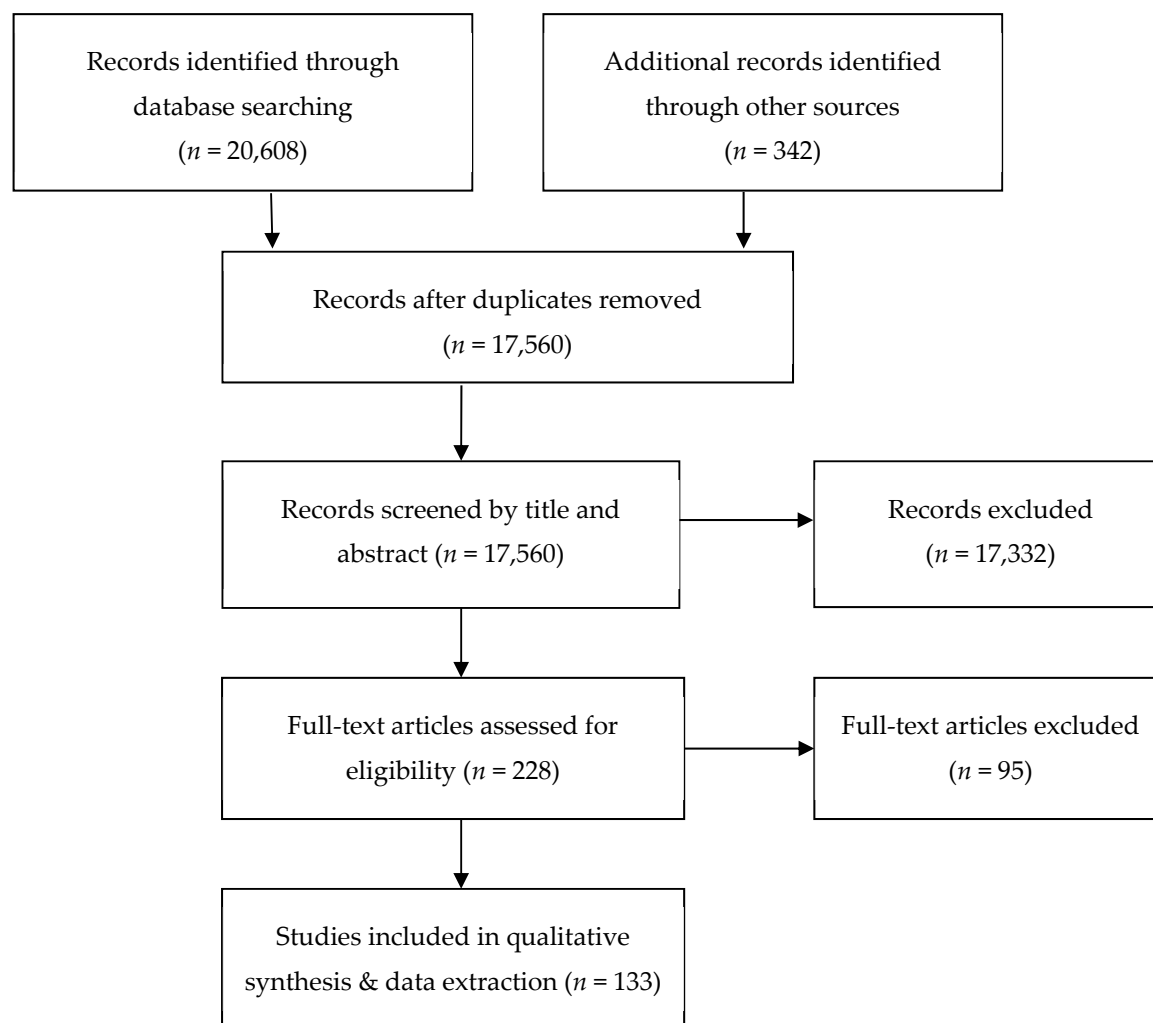 Records identified through
database searching
(n = 20,608)
Additional records identified
through other sources
(n = 342)
Records after duplicates removed
(n = 17,560)
Records screened by title and
abstract (n = 17,560)
Records excluded
(n = 17,332)
Full-text articles assessed for
eligibility (n = 228)
Full-text articles excluded
(n = 95)
Studies included in qualitative
synthesis & data extraction (n = 133)